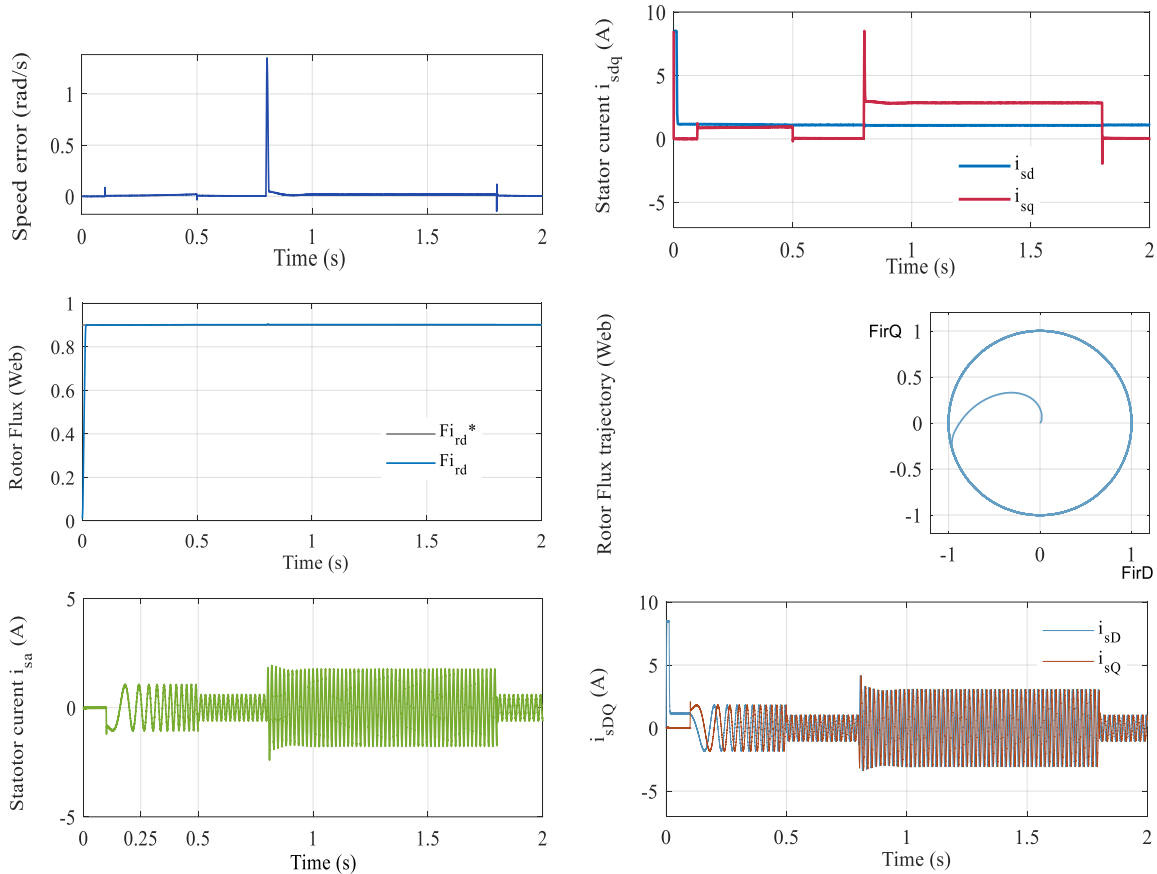 Speed error (rad/s)
1
0.5
0
0
0.5
1
1.5
2
Time (s)
Stator curent i_sdq (A)
10
5
0
-5
i_sd
i_sq
0
0.5
1
1.5
2
Time (s)
Rotor Flux (Web)
1
0.8
0.6
0.4
0.2
0
Fi_rd*
Fi_rd
0
0.5
1
1.5
2
Time (s)
Rotor Flux trajectory (Web)
FirQ
1
0.5
0
-0.5
-1
-1
0
1
FirD
Statotor curent i_sa (A)
5
0
-5
0
0.25
0.5
1
1.5
2
Time (s)
i_sDQ (A)
10
5
0
-5
i_sD
i_sQ
0
0.5
1
1.5
2
Time (s)